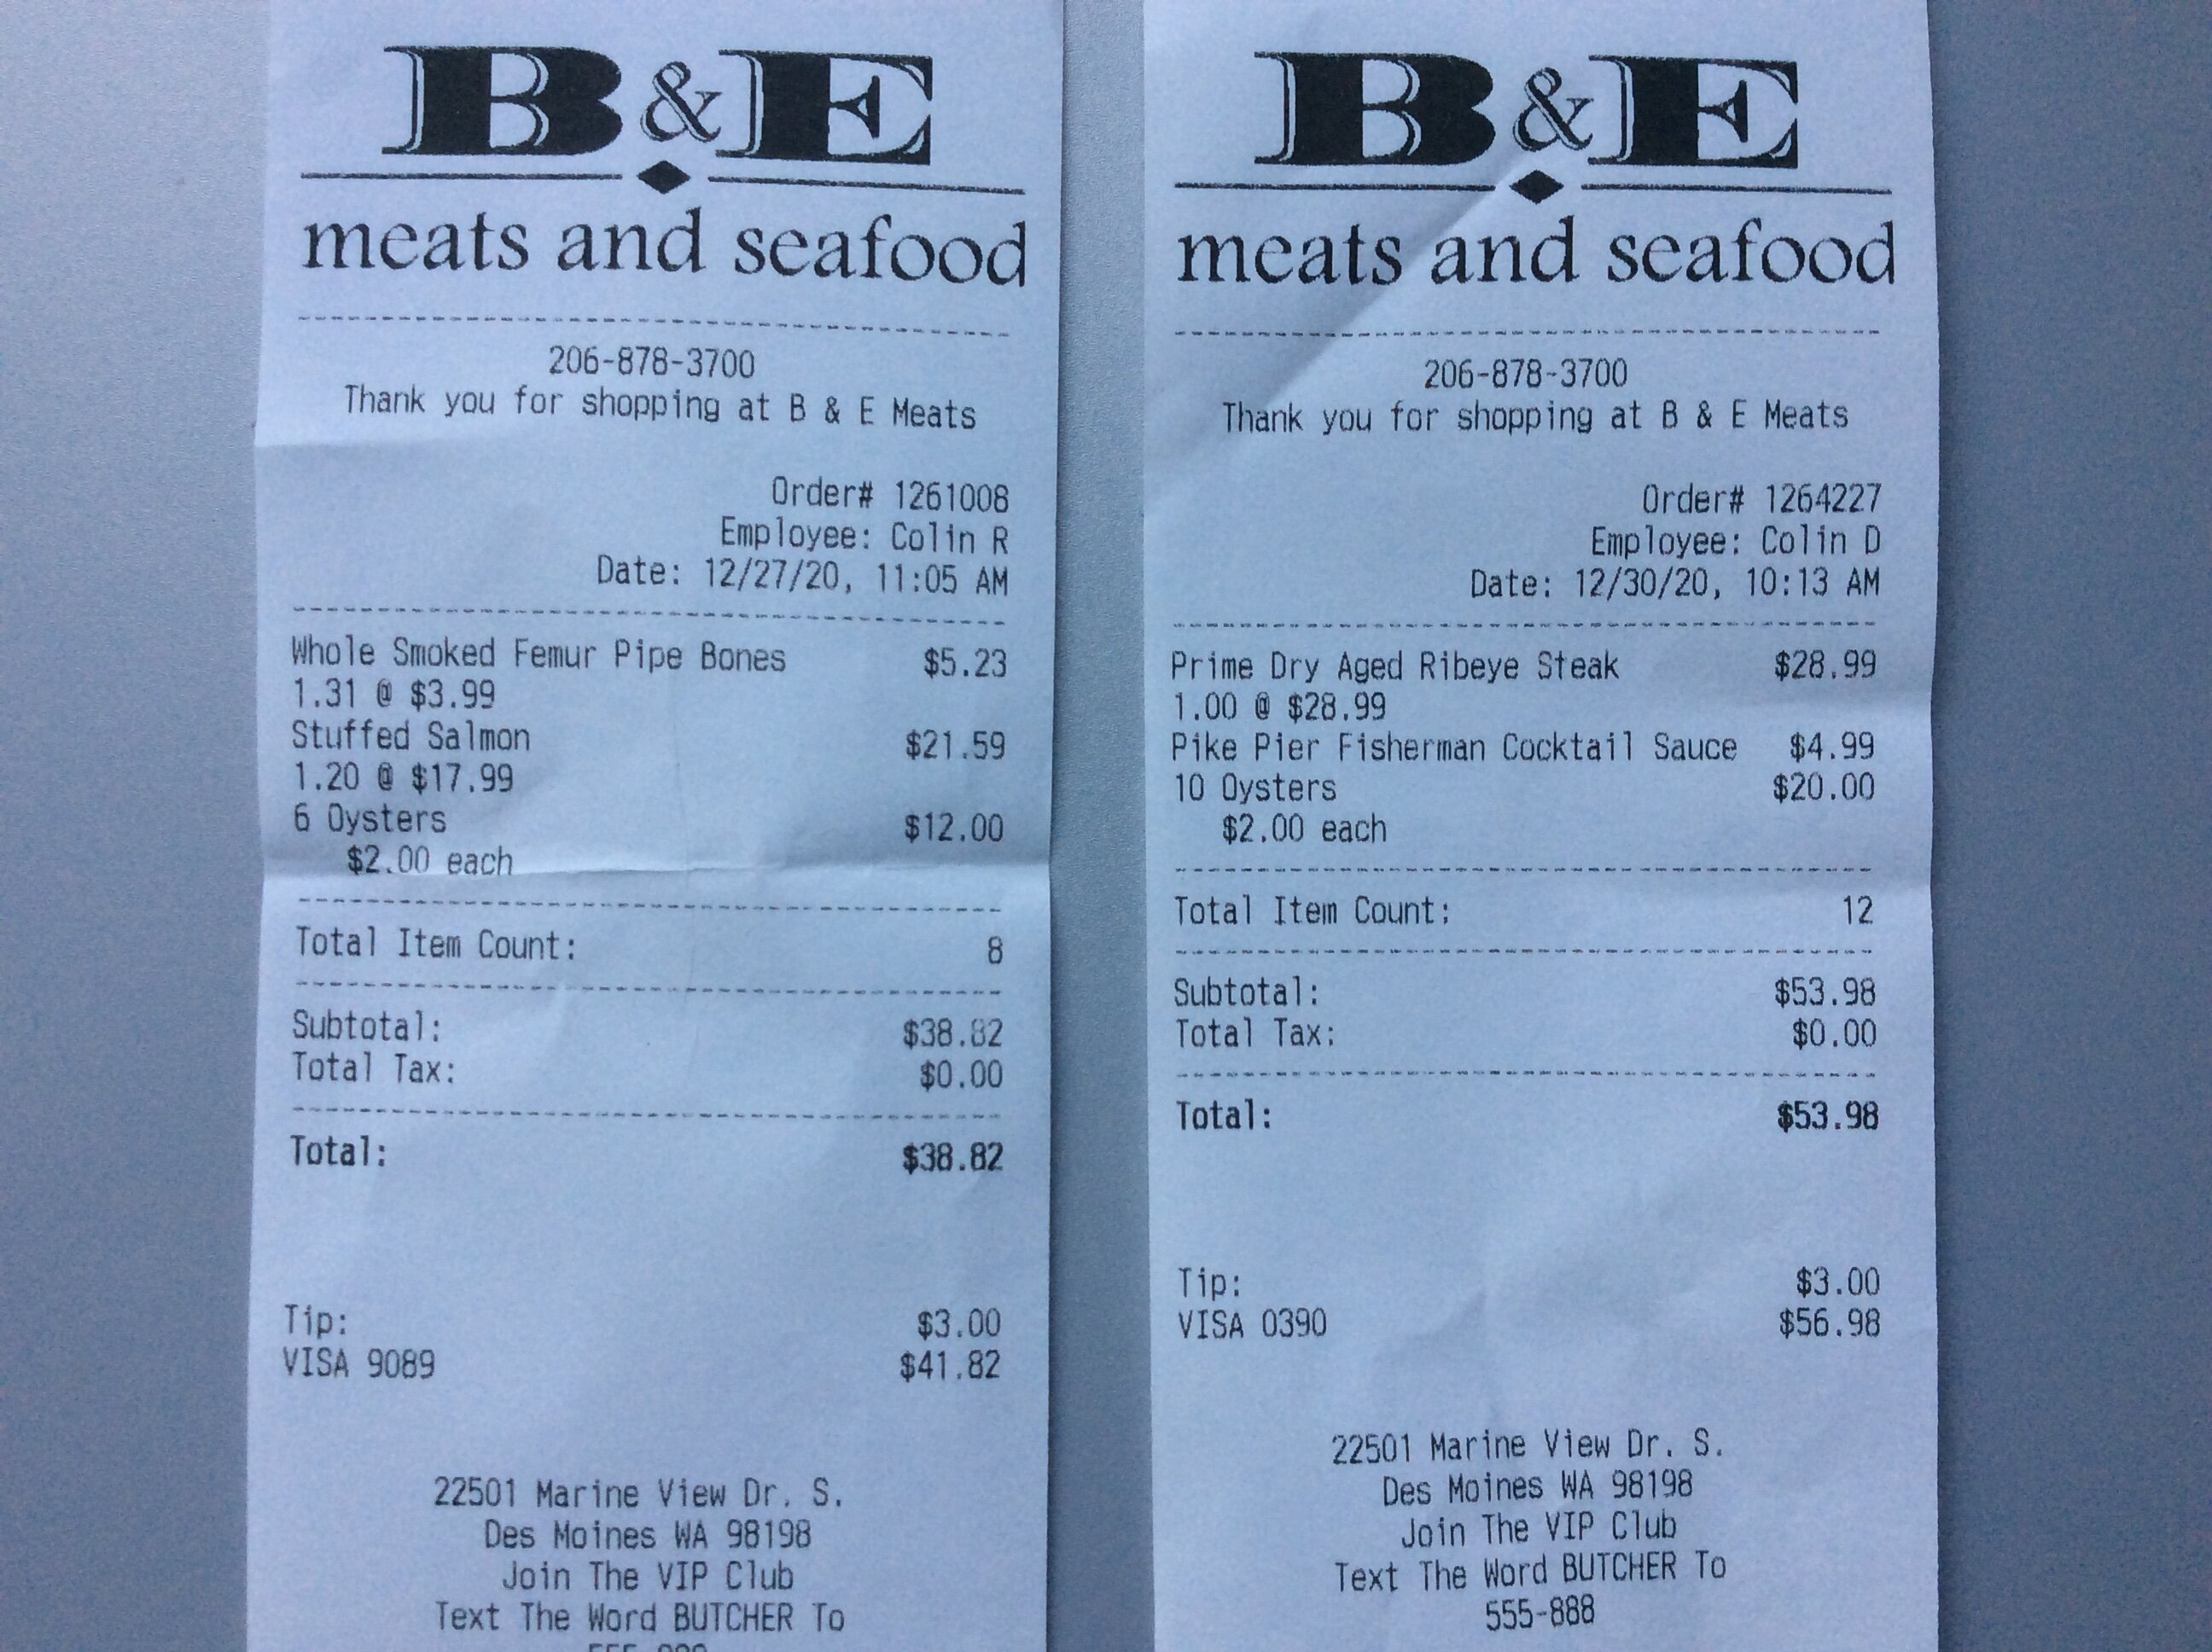 B&E
meats and seafood
206-878-3700
Thank you for shopping at B & E Meats
Order# 1261008
Employee: Colin R
Date: 12/27/20, 11:05 AM
Whole Smoked Femur Pipe Bones $5.23
1.31 @ $3.99
Stuffed Salmon $21.59
1.20 @ $17.99
6 Oysters $12.00
$2.00 each
Total Item Count: 8
Subtotal: $38.82
Total Tax: $0.00
Total: $38.82
Tip: $3.00
VISA 9089 $41.82
22501 Marine View Dr. S.
Des Moines WA 98198
Join The VIP Club
Text The Word BUTCHER To
B&E
meats and seafood
206-878-3700
Thank you for shopping at B & E Meats
Order# 1264227
Employee: Colin D
Date: 12/30/20, 10:13 AM
Prime Dry Aged Ribeye Steak $28.99
1.00 @ $28.99
Pike Pier Fisherman Cocktail Sauce $4.99
10 Oysters $20.00
$2.00 each
Total Item Count: 12
Subtotal: $53.98
Total Tax: $0.00
Total: $53.98
Tip: $3.00
VISA 0390 $56.98
22501 Marine View Dr. S.
Des Moines WA 98198
Join The VIP Club
Text The Word BUTCHER To
555-888